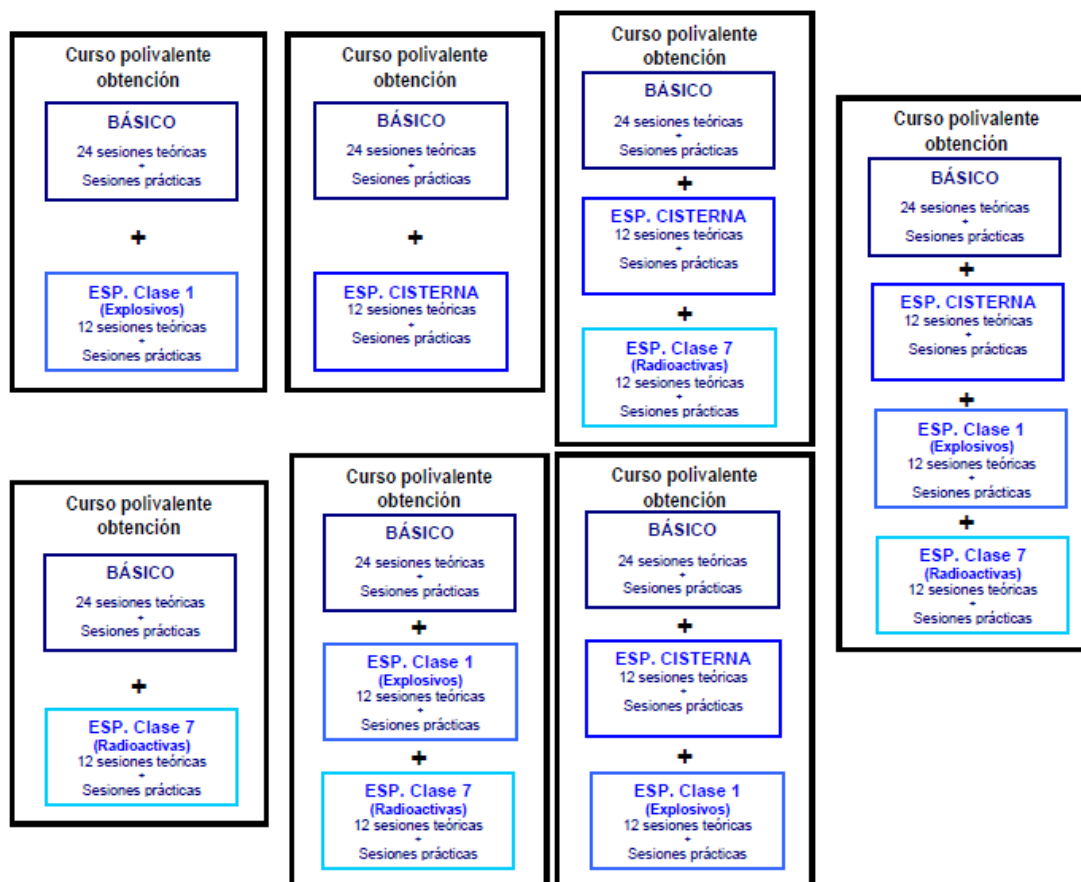 Curso polivalente
obtención
BÁSICO
24 sesiones teóricas
+
Sesiones prácticas
+
ESP. Clase 1
(Explosivos)
12 sesiones teóricas
+
Sesiones prácticas
Curso polivalente
obtención
BÁSICO
24 sesiones teóricas
+
Sesiones prácticas
+
ESP. CISTERNA
12 sesiones teóricas
+
Sesiones prácticas
Curso polivalente
obtención
BÁSICO
24 sesiones teóricas
+
Sesiones prácticas
+
ESP. CISTERNA
12 sesiones teóricas
+
Sesiones prácticas
+
ESP. Clase 7
(Radioactivas)
12 sesiones teóricas
+
Sesiones prácticas
Curso polivalente
obtención
BÁSICO
24 sesiones teóricas
+
Sesiones prácticas
+
ESP. CISTERNA
12 sesiones teóricas
+
Sesiones prácticas
+
ESP. Clase 1
(Explosivos)
12 sesiones teóricas
+
Sesiones prácticas
+
ESP. Clase 7
(Radioactivas)
12 sesiones teóricas
+
Sesiones prácticas
Curso polivalente
obtención
BÁSICO
24 sesiones teóricas
+
Sesiones prácticas
+
ESP. Clase 7
(Radioactivas)
12 sesiones teóricas
+
Sesiones prácticas
Curso polivalente
obtención
BÁSICO
24 sesiones teóricas
+
Sesiones prácticas
+
ESP. Clase 1
(Explosivos)
12 sesiones teóricas
+
Sesiones prácticas
+
ESP. Clase 7
(Radioactivas)
12 sesiones teóricas
+
Sesiones prácticas
Curso polivalente
obtención
BÁSICO
24 sesiones teóricas
+
Sesiones prácticas
+
ESP. CISTERNA
12 sesiones teóricas
+
Sesiones prácticas
+
ESP. Clase 1
(Explosivos)
12 sesiones teóricas
+
Sesiones prácticas